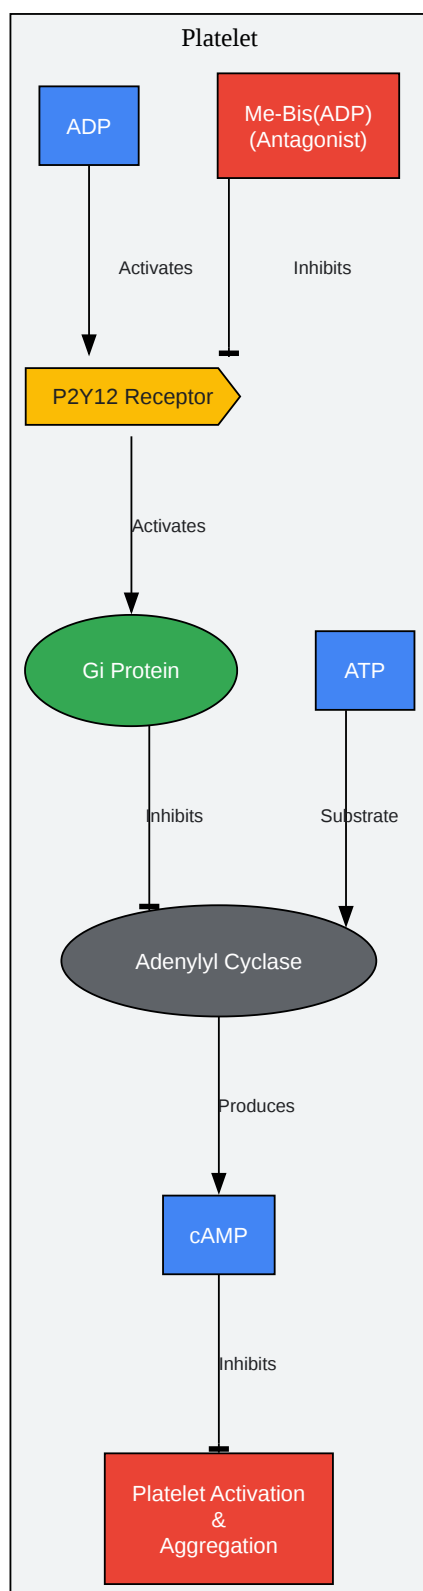 Platelet
ADP
Me-Bis(ADP)
(Antagonist)
Activates
Inhibits
P2Y12 Receptor
Activates
Gi Protein
ATP
Inhibits
Substrate
Adenylyl Cyclase
Produces
cAMP
Inhibits
Platelet Activation
&
Aggregation